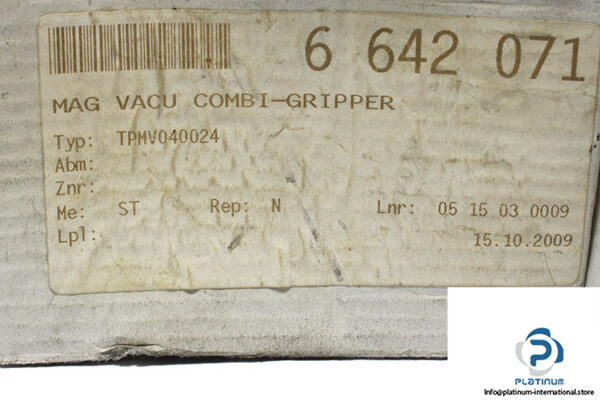 6 642 071
MAG VACU COMBI-GRIPPER
Typ: TPMV040024
Abm:
Znr:
Me: ST Rep: N Lnr: 05 15 03 0009
Lpl: 15.10.2009
PLATINUM
Info@platinum-international.store